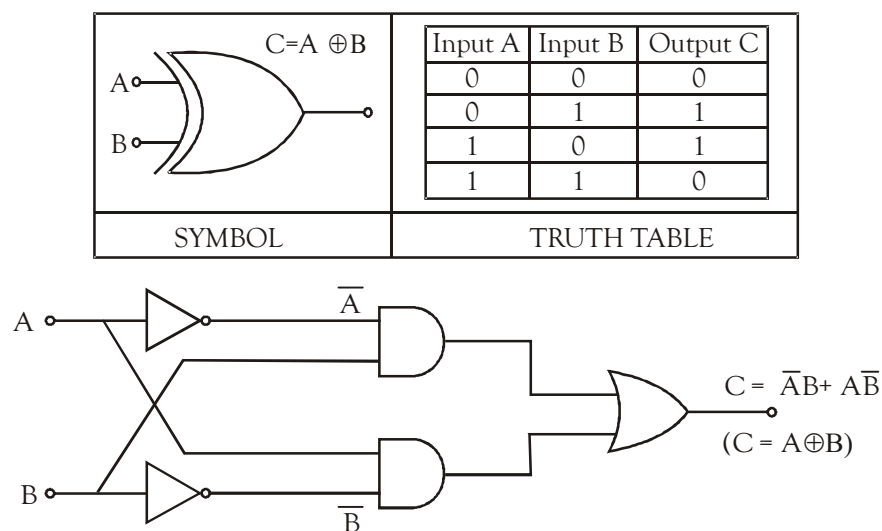 C=A ⊕B
A
B
Input A Input B Output C
0 0 0
0 1 1
1 0 1
1 1 0
SYMBOL
TRUTH TABLE
A
A̅
C = A̅B+ AB̅
(C = A⊕B)
B
B̅